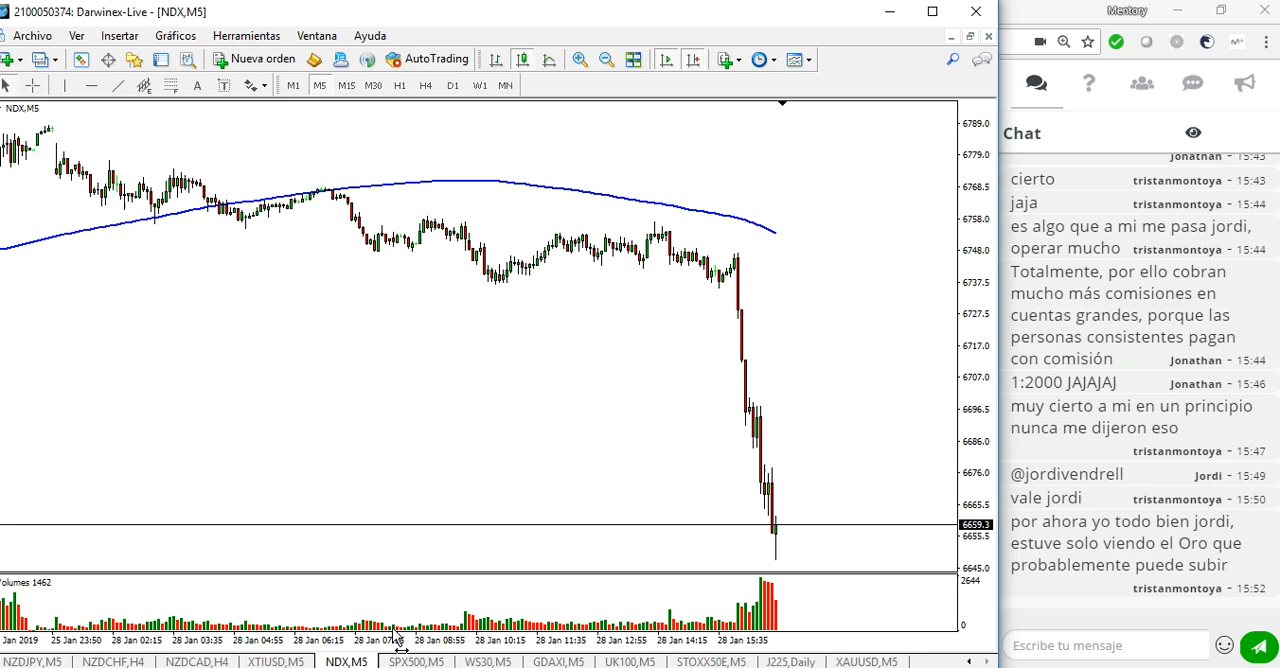 2100050374: Darwinex-Live - [NDX,M5]
Archivo Ver Insertar Gráficos Herramientas Ventana Ayuda
Nueva orden AutoTrading
A T M1 M5 M15 M30 H1 H4 D1 W1 MN
NDX,M5
6789.0
6779.0
6768.5
6758.0
6748.0
6737.5
6727.5
6717.0
6707.0
6696.5
6686.0
6676.0
6665.5
6659.3
6655.5
6645.0
Volumes 1462
2644
0
Jan 2019 25 Jan 23:50 28 Jan 02:15 28 Jan 03:35 28 Jan 04:55 28 Jan 06:15 28 Jan 28 Jan 08:55 28 Jan 10:15 28 Jan 11:35 28 Jan 12:55 28 Jan 14:15 28 Jan 15:35
NZDJPY,M5 NZDCHF,H4 NZDCAD,H4 XTIUSD,M5 NDX,M5 SPX500,M5 WS30,M5 GDAXI,M5 UK100,M5 STOXX50E,M5 J225,Daily XAUUSD,M5
Mentory
Chat
Jonathan - 15:43
cierto tristanmontoya - 15:43
jaja tristanmontoya - 15:44
es algo que a mi me pasa jordi,
operar mucho tristanmontoya - 15:44
Totalmente, por ello cobran
mucho más comisiones en
cuentas grandes, porque las
personas consistentes pagan
con comisión Jonathan - 15:44
1:2000 JAJAJAJ Jonathan - 15:46
muy cierto a mi en un principio
nunca me dijeron eso
tristanmontoya - 15:47
@jordivendrell Jordi - 15:49
vale jordi tristanmontoya - 15:50
por ahora yo todo bien jordi,
estuve solo viendo el Oro que
probablemente puede subir
tristanmontoya - 15:52
Escribe tu mensaje